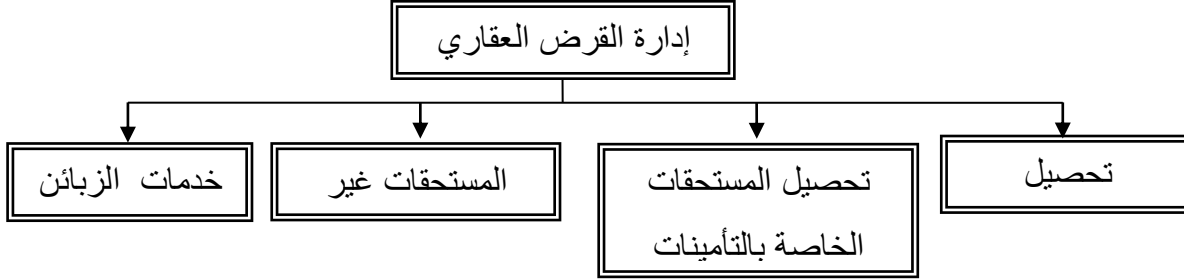 إدارة القرض العقاري
تحصيل
تحصيل المستحقات
الخاصة بالتأمينات
المستحقات غير
خدمات الزبائن